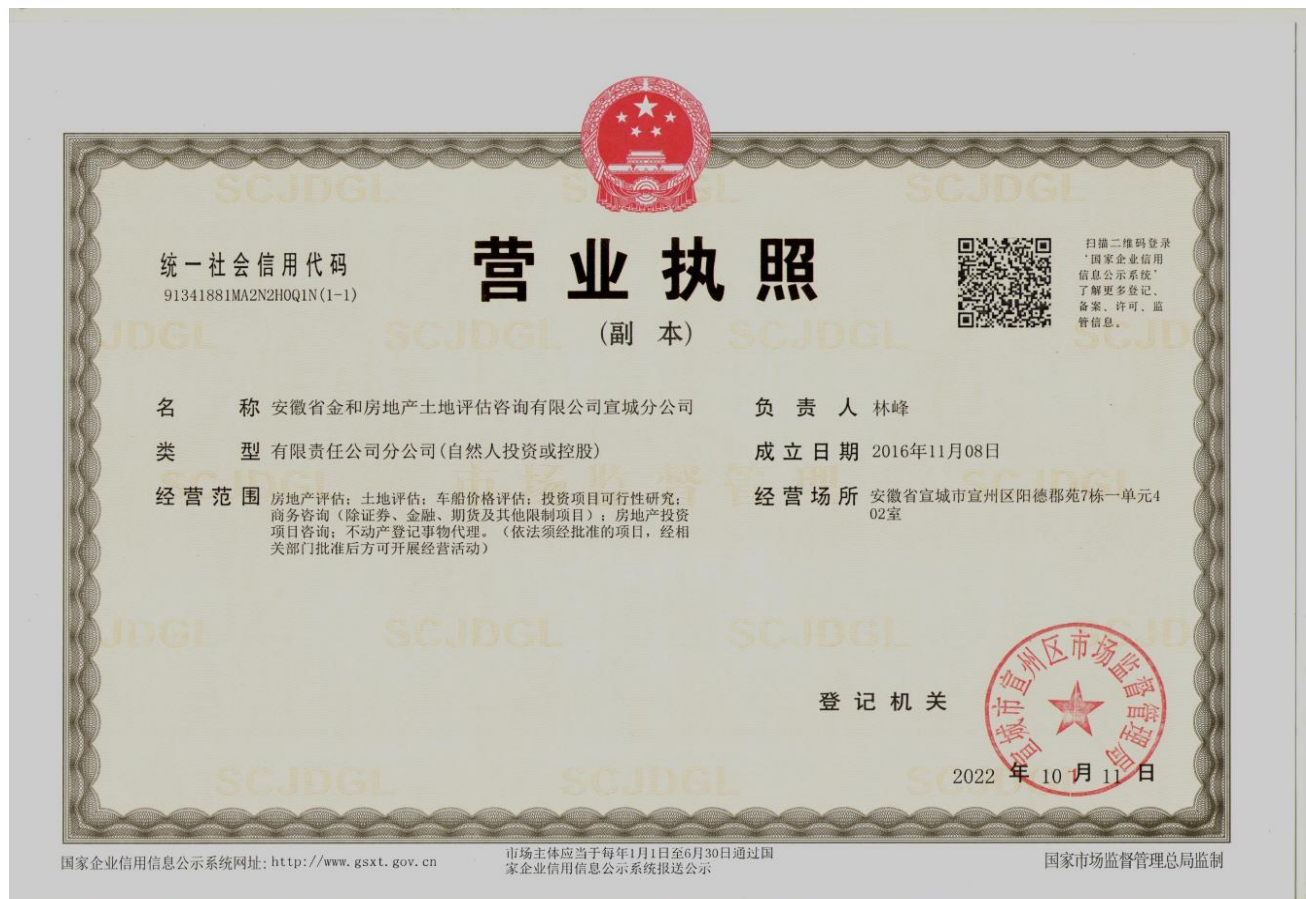 统一社会信用代码
91341881MA2N2H0Q1N(1-1)
营业执照
(副 本)
扫描二维码登录
‘国家企业信用
信息公示系统’
了解更多登记、
备案、许可、监
管信息。
名 称 安徽省金和房地产土地评估咨询有限公司宣城分公司
类 型 有限责任公司分公司(自然人投资或控股)
经营范围 房地产评估；土地评估；车船价格评估；投资项目可行性研究；
商务咨询（除证券、金融、期货及其他限制项目）；房地产投资
项目咨询；不动产登记事物代理。（依法须经批准的项目，经相
关部门批准后方可开展经营活动）
负责人 林峰
成立日期 2016年11月08日
经营场所 安徽省宣城市宣州区阳德郡苑7栋一单元4
02室
SCJDGL
市场监督管理
登记机关
宣城市宣州区市场监督管理局
2022 年 10 月 11 日
国家企业信用信息公示系统网址：http://www.gsxt.gov.cn
市场主体应当于每年1月1日至6月30日通过国
家企业信用信息公示系统报送公示
国家市场监督管理总局监制